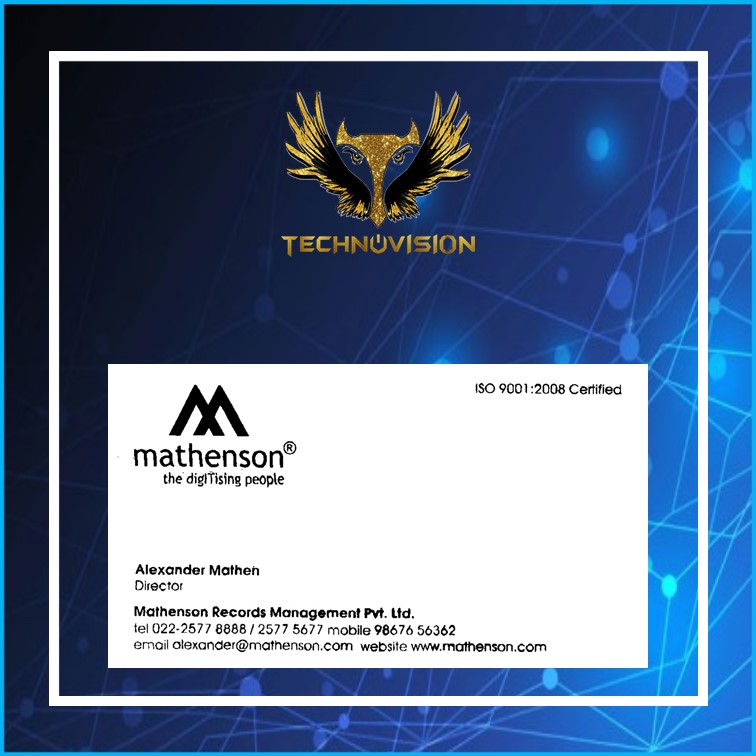 TECHNOVISION
ISO 9001:2008 Certified
mathenson®
the digITising people
Alexander Mathen
Director
Mathenson Records Management Pvt. Ltd.
tel 022-2577 8888 / 2577 5677 mobile 98676 56362
email alexander@mathenson.com website www.mathenson.com